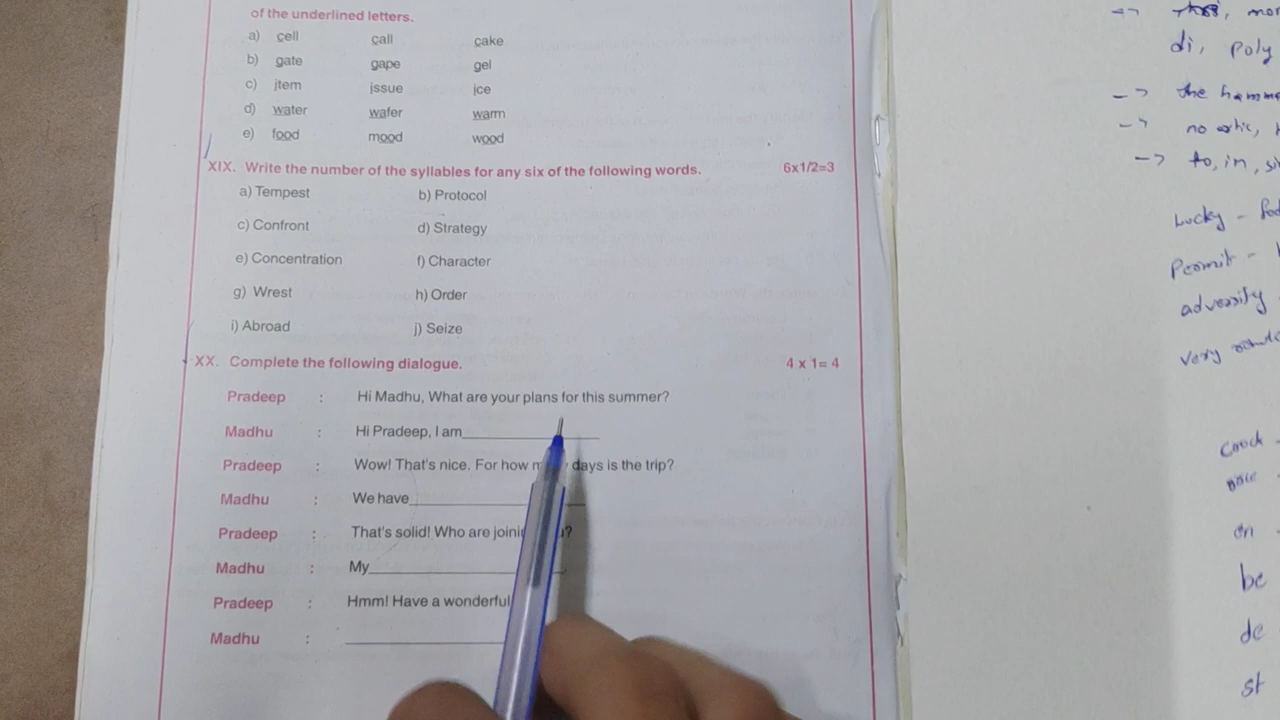 of the underlined letters.
a) cell call cake
b) gate gape gel
c) item issue ice
d) water wafer warm
e) food mood wood
XIX. Write the number of the syllables for any six of the following words. 6x1/2=3
a) Tempest b) Protocol
c) Confront d) Strategy
e) Concentration f) Character
g) Wrest h) Order
i) Abroad j) Seize
XX. Complete the following dialogue. 4 x 1= 4
Pradeep : Hi Madhu, What are your plans for this summer?
Madhu : Hi Pradeep, I am
Pradeep : Wow! That's nice. For how days is the trip?
Madhu : We have
Pradeep : That's solid! Who are
Madhu : My
Pradeep : Hmm! Have a wonderful
Madhu :
di, poly
-> the
-> no
-> to, in,
Lucky -
Permit -
adversity
very
on
be
de
st